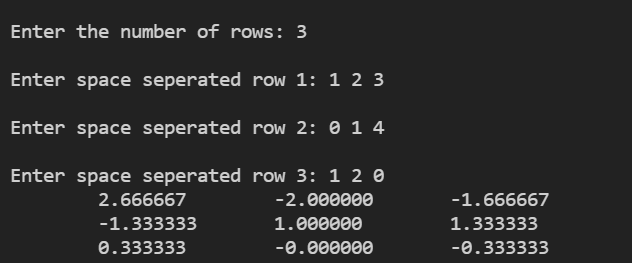 Enter the number of rows: 3
Enter space seperated row 1: 1 2 3
Enter space seperated row 2: 0 1 4
Enter space seperated row 3: 1 2 0
2.666667 -2.000000 -1.666667
-1.333333 1.000000 1.333333
0.333333 -0.000000 -0.333333